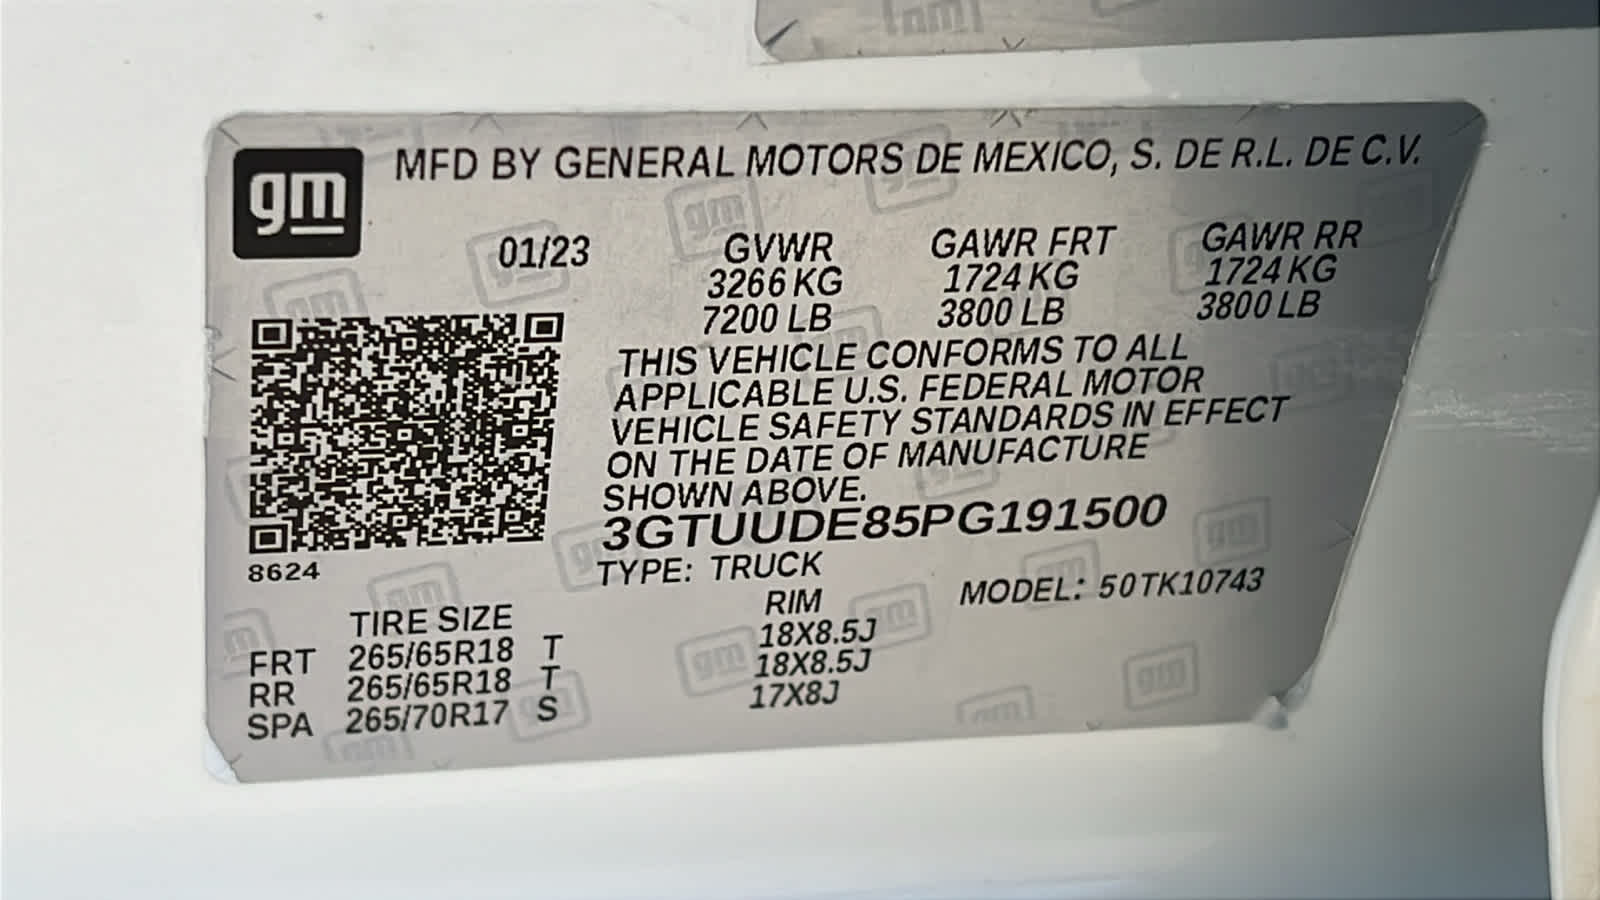 gm
MFD BY GENERAL MOTORS DE MEXICO, S. DE R.L. DE C.V.
01/23 GVWR GAWR FRT GAWR RR
3266 KG 1724 KG 1724 KG
7200 LB 3800 LB 3800 LB
THIS VEHICLE CONFORMS TO ALL
APPLICABLE U.S. FEDERAL MOTOR
VEHICLE SAFETY STANDARDS IN EFFECT
ON THE DATE OF MANUFACTURE
SHOWN ABOVE.
3GTUUDE85PG191500
8624
TYPE: TRUCK MODEL: 50TK10743
TIRE SIZE RIM
FRT 265/65R18 T 18X8.5J
RR 265/65R18 T 18X8.5J
SPA 265/70R17 S 17X8J